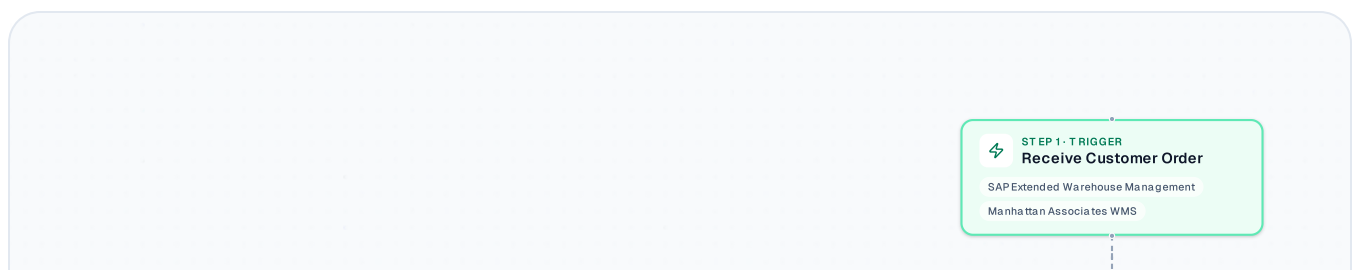 STEP 1 · TRIGGER
Receive Customer Order
SAP Extended Warehouse Management
Manhattan Associates WMS